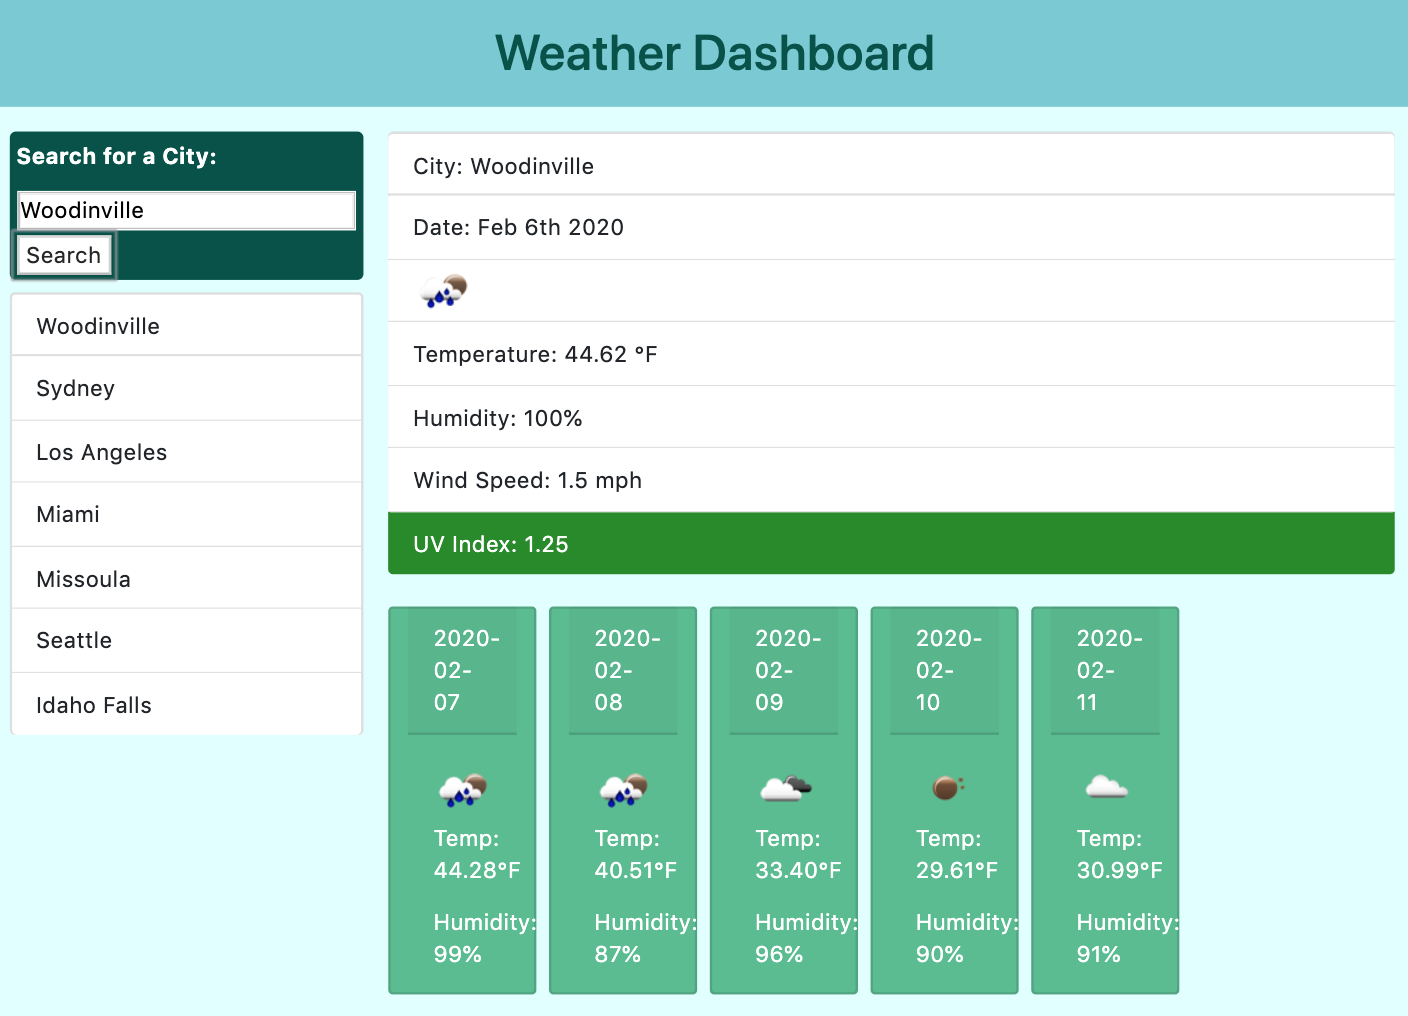 Weather Dashboard
Search for a City:
Woodinville
Search
Woodinville
Sydney
Los Angeles
Miami
Missoula
Seattle
Idaho Falls
City: Woodinville
Date: Feb 6th 2020
Temperature: 44.62 °F
Humidity: 100%
Wind Speed: 1.5 mph
UV Index: 1.25
2020-
02-
07
Temp:
44.28°F
Humidity:
99%
2020-
02-
08
Temp:
40.51°F
Humidity:
87%
2020-
02-
09
Temp:
33.40°F
Humidity:
96%
2020-
02-
10
Temp:
29.61°F
Humidity:
90%
2020-
02-
11
Temp:
30.99°F
Humidity:
91%